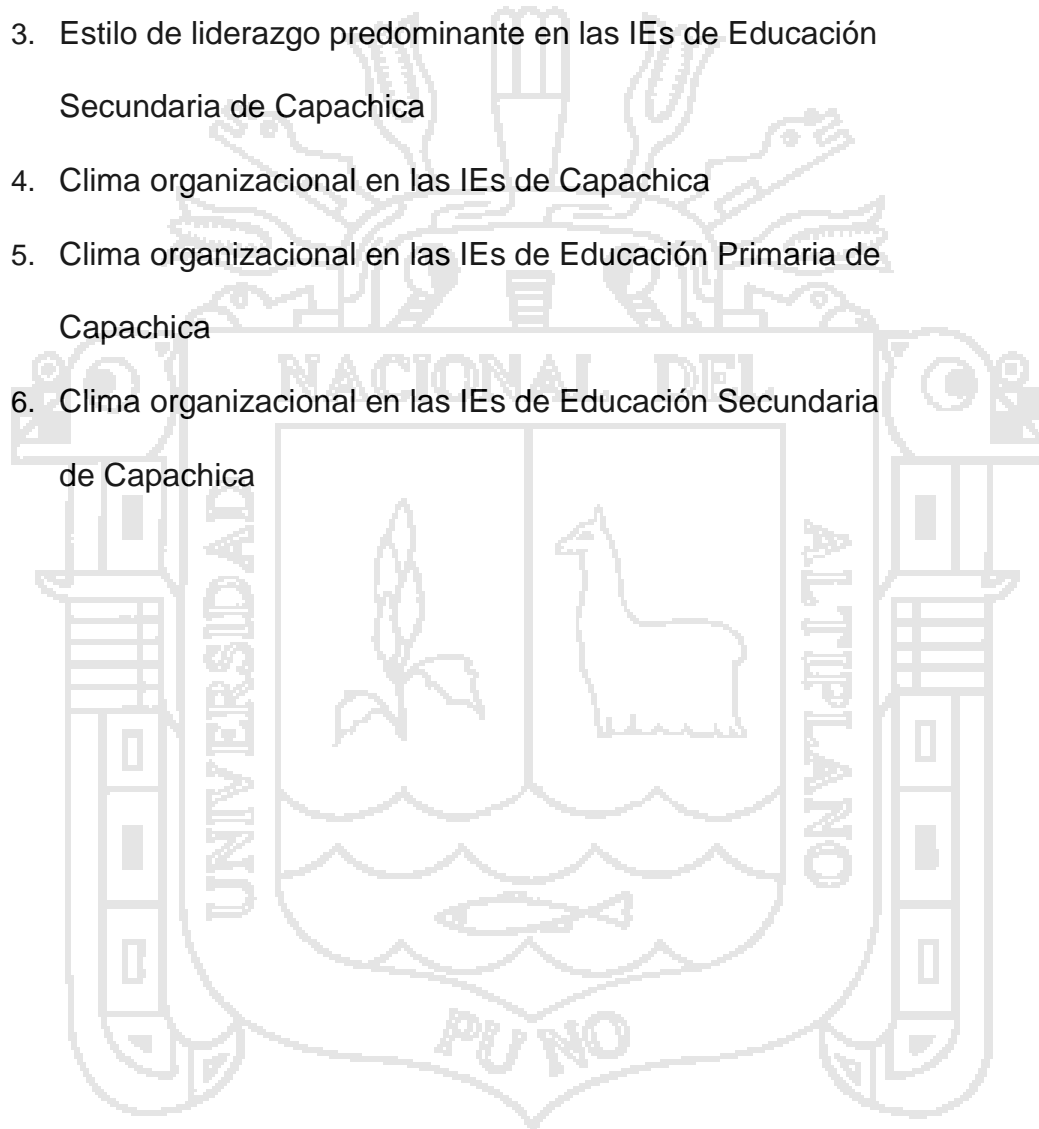 3. Estilo de liderazgo predominante en las IEs de Educación
Secundaria de Capachica
4. Clima organizacional en las IEs de Capachica
5. Clima organizacional en las IEs de Educación Primaria de
Capachica
6. Clima organizacional en las IEs de Educación Secundaria
de Capachica
NACIONAL DEL
UNIVERSIDAD
ALTIPLANO
PUNO